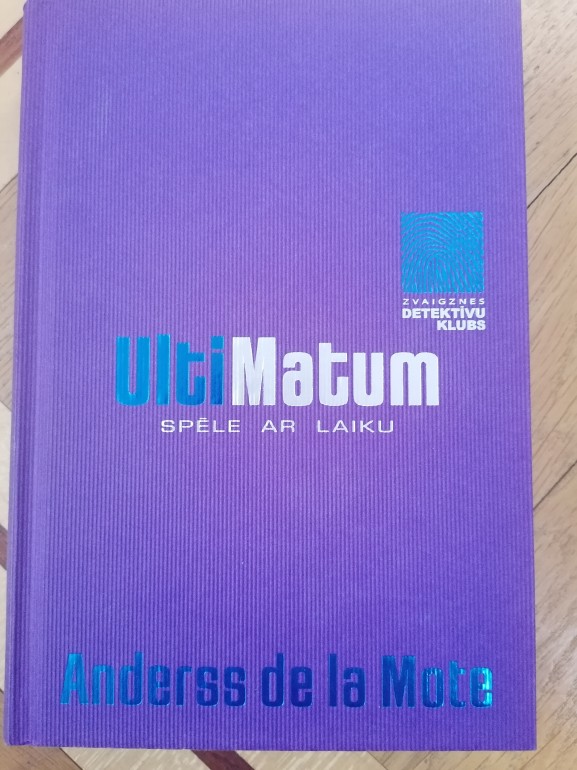 ZVAIGZNES
DETEKTĪVU
KLUBS
UltiMatum
SPĒLE AR LAIKU
Anderss de la Mote